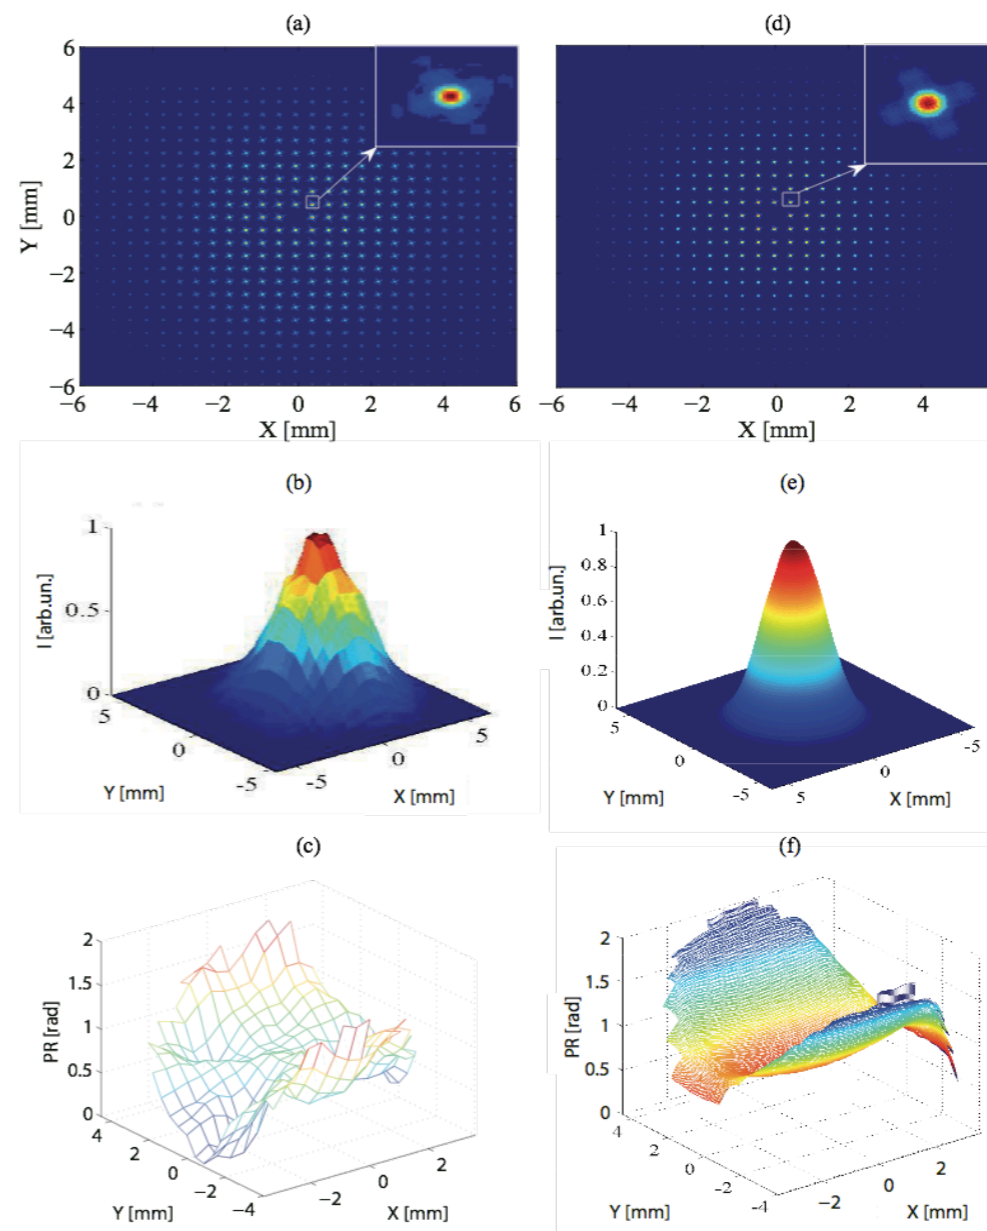 (a)
6
4
2
0
−2
−4
−6
Y [mm]
−6 −4 −2 0 2 4 6
X [mm]
(d)
−6 −4 −2 0 2 4
X [mm]
(b)
1
0.5
0
I [arb.un.]
5
0
-5
Y [mm]
-5
0
5
X [mm]
(e)
1
0.8
0.6
0.4
0.2
0
I [arb.un.]
5
0
-5
Y [mm]
5
0
-5
X [mm]
(c)
2
1.5
1
0.5
0
PR [rad]
4
2
0
−2
−4
Y [mm]
−2
0
2
X [mm]
(f)
2
1.5
1
0.5
0
PR [rad]
4
2
0
-2
-4
Y [mm]
−2
0
2
X [mm]